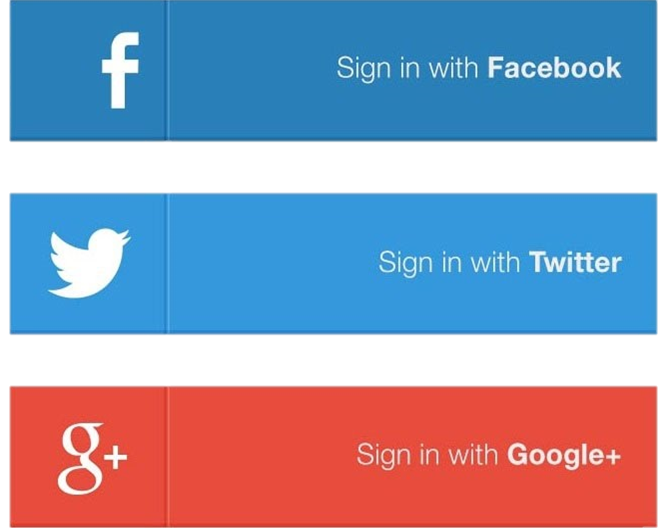 f
Sign in with Facebook
Sign in with Twitter
g+
Sign in with Google+